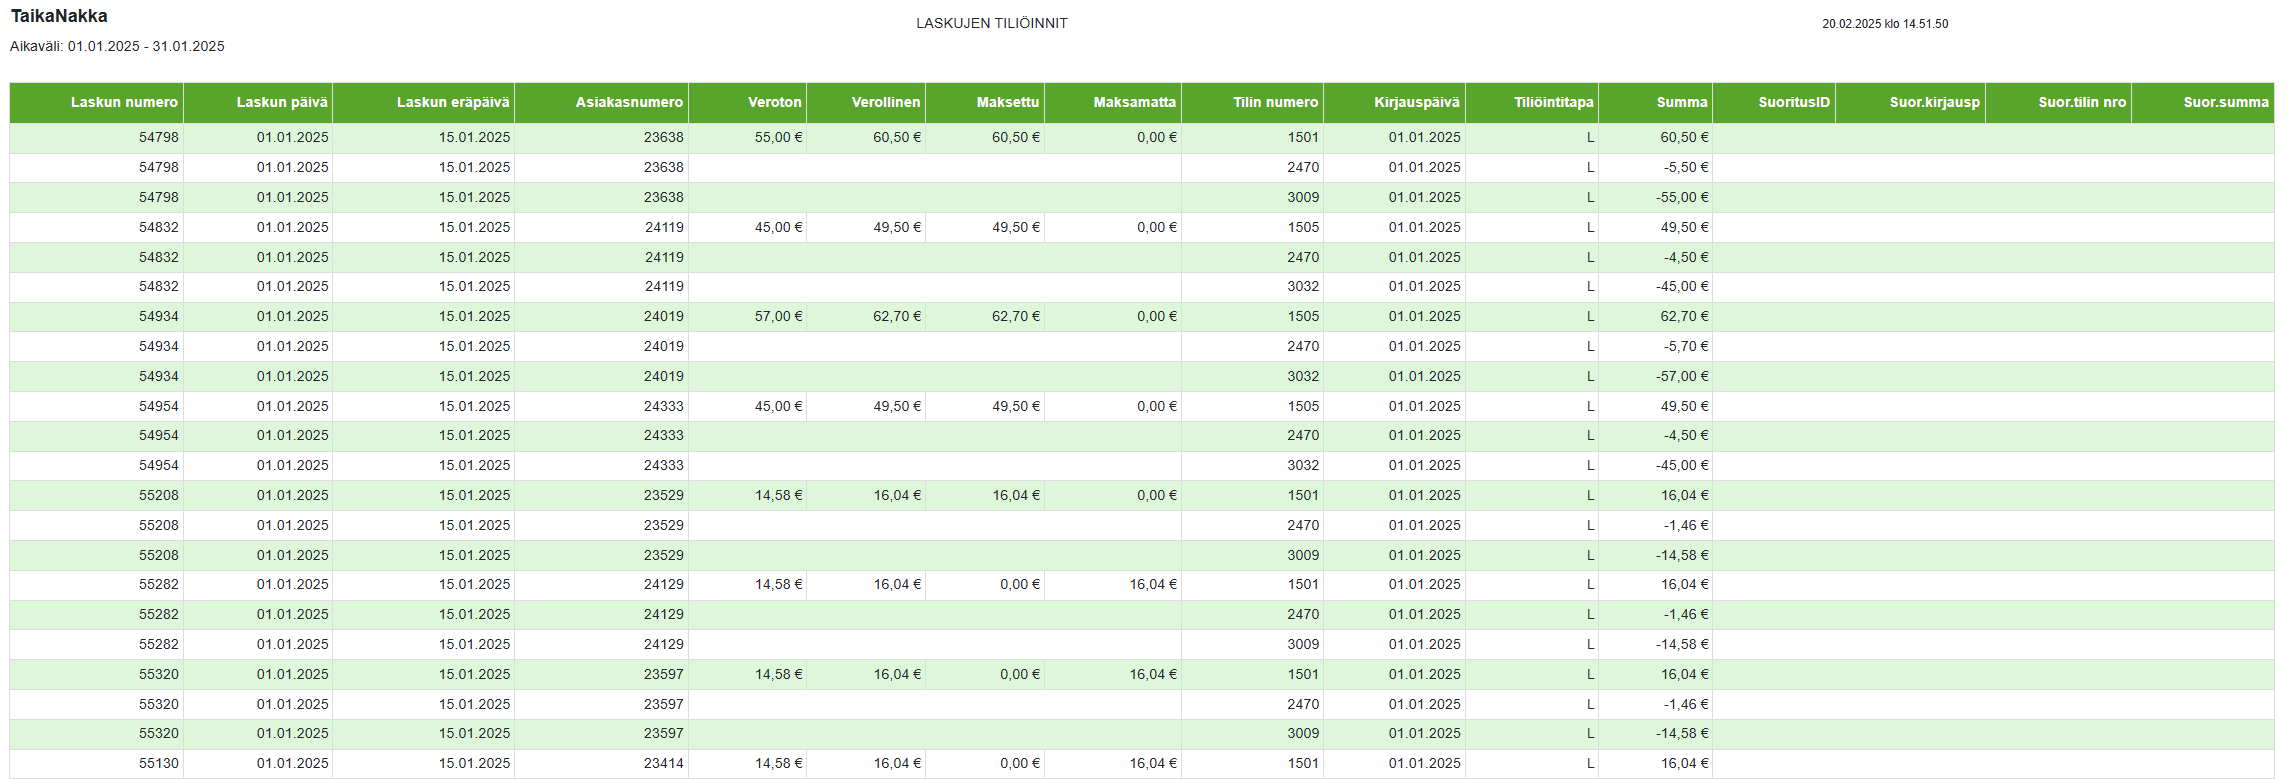 TaikaNakka
LASKUJEN TILIÖINNIT
20.02.2025 klo 14.51.50
Aikaväli: 01.01.2025 - 31.01.2025
Laskun numero Laskun päivä Laskun eräpäivä Asiakasnumero Veroton Verollinen Maksettu Maksamatta Tilin numero Kirjauspäivä Tiliöintitapa Summa SuoritusID Suor.kirjausp Suor.tilin nro Suor.summa
54798 01.01.2025 15.01.2025 23638 55,00 € 60,50 € 60,50 € 0,00 € 1501 01.01.2025 L 60,50 €
54798 01.01.2025 15.01.2025 23638 2470 01.01.2025 L -5,50 €
54798 01.01.2025 15.01.2025 23638 3009 01.01.2025 L -55,00 €
54832 01.01.2025 15.01.2025 24119 45,00 € 49,50 € 49,50 € 0,00 € 1505 01.01.2025 L 49,50 €
54832 01.01.2025 15.01.2025 24119 2470 01.01.2025 L -4,50 €
54832 01.01.2025 15.01.2025 24119 3032 01.01.2025 L -45,00 €
54934 01.01.2025 15.01.2025 24019 57,00 € 62,70 € 62,70 € 0,00 € 1505 01.01.2025 L 62,70 €
54934 01.01.2025 15.01.2025 24019 2470 01.01.2025 L -5,70 €
54934 01.01.2025 15.01.2025 24019 3032 01.01.2025 L -57,00 €
54954 01.01.2025 15.01.2025 24333 45,00 € 49,50 € 49,50 € 0,00 € 1505 01.01.2025 L 49,50 €
54954 01.01.2025 15.01.2025 24333 2470 01.01.2025 L -4,50 €
54954 01.01.2025 15.01.2025 24333 3032 01.01.2025 L -45,00 €
55208 01.01.2025 15.01.2025 23529 14,58 € 16,04 € 16,04 € 0,00 € 1501 01.01.2025 L 16,04 €
55208 01.01.2025 15.01.2025 23529 2470 01.01.2025 L -1,46 €
55208 01.01.2025 15.01.2025 23529 3009 01.01.2025 L -14,58 €
55282 01.01.2025 15.01.2025 24129 14,58 € 16,04 € 0,00 € 16,04 € 1501 01.01.2025 L 16,04 €
55282 01.01.2025 15.01.2025 24129 2470 01.01.2025 L -1,46 €
55282 01.01.2025 15.01.2025 24129 3009 01.01.2025 L -14,58 €
55320 01.01.2025 15.01.2025 23597 14,58 € 16,04 € 0,00 € 16,04 € 1501 01.01.2025 L 16,04 €
55320 01.01.2025 15.01.2025 23597 2470 01.01.2025 L -1,46 €
55320 01.01.2025 15.01.2025 23597 3009 01.01.2025 L -14,58 €
55130 01.01.2025 15.01.2025 23414 14,58 € 16,04 € 0,00 € 16,04 € 1501 01.01.2025 L 16,04 €